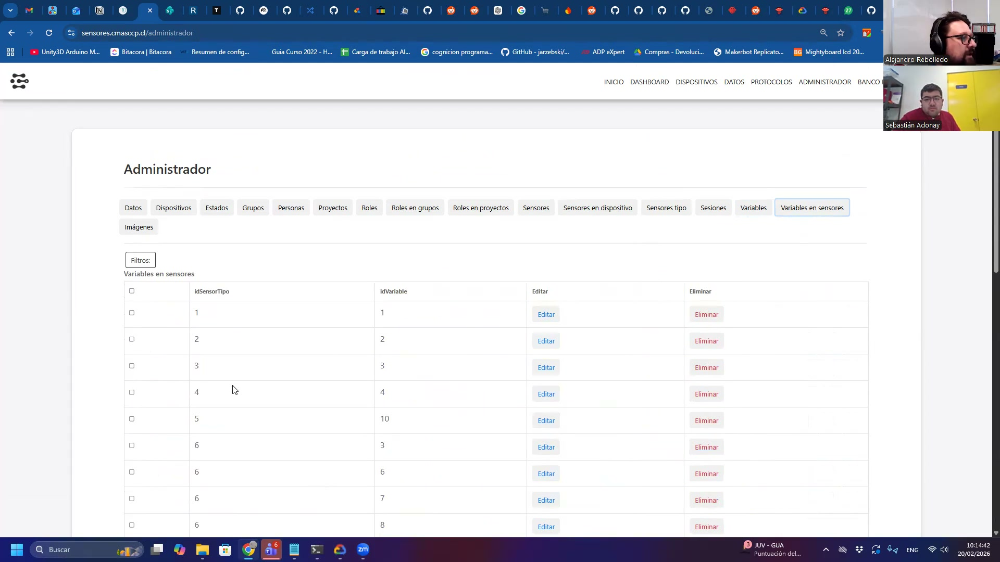 27
sensores.cmasccp.cl/administrador
Unity3D Arduino M...
Bitacora | Bitacora
Resumen de config...
Guia Curso 2022 - H...
Carga de trabajo Al...
cognicion programa...
GitHub - jarzebski/...
ADP eXpert
Compras - Devoluci...
Makerbot Replicato...
BG Mightyboard lcd 20...
Alejandro Rebolledo
Sebastián Adonay
INICIO DASHBOARD DISPOSITIVOS DATOS PROTOCOLOS ADMINISTRADOR BANCO
Administrador
Datos Dispositivos Estados Grupos Personas Proyectos Roles Roles en grupos Roles en proyectos Sensores Sensores en dispositivo Sensores tipo Sesiones Variables Variables en sensores
Imágenes
Filtros:
Variables en sensores
idSensorTipo idVariable Editar Eliminar
1 1 Editar Eliminar
2 2 Editar Eliminar
3 3 Editar Eliminar
4 4 Editar Eliminar
5 10 Editar Eliminar
6 3 Editar Eliminar
6 6 Editar Eliminar
6 7 Editar Eliminar
6 8 Editar Eliminar
Buscar
6
zm
3
JUV - GUA
Puntuación del...
ENG
10:14:42
20/02/2026